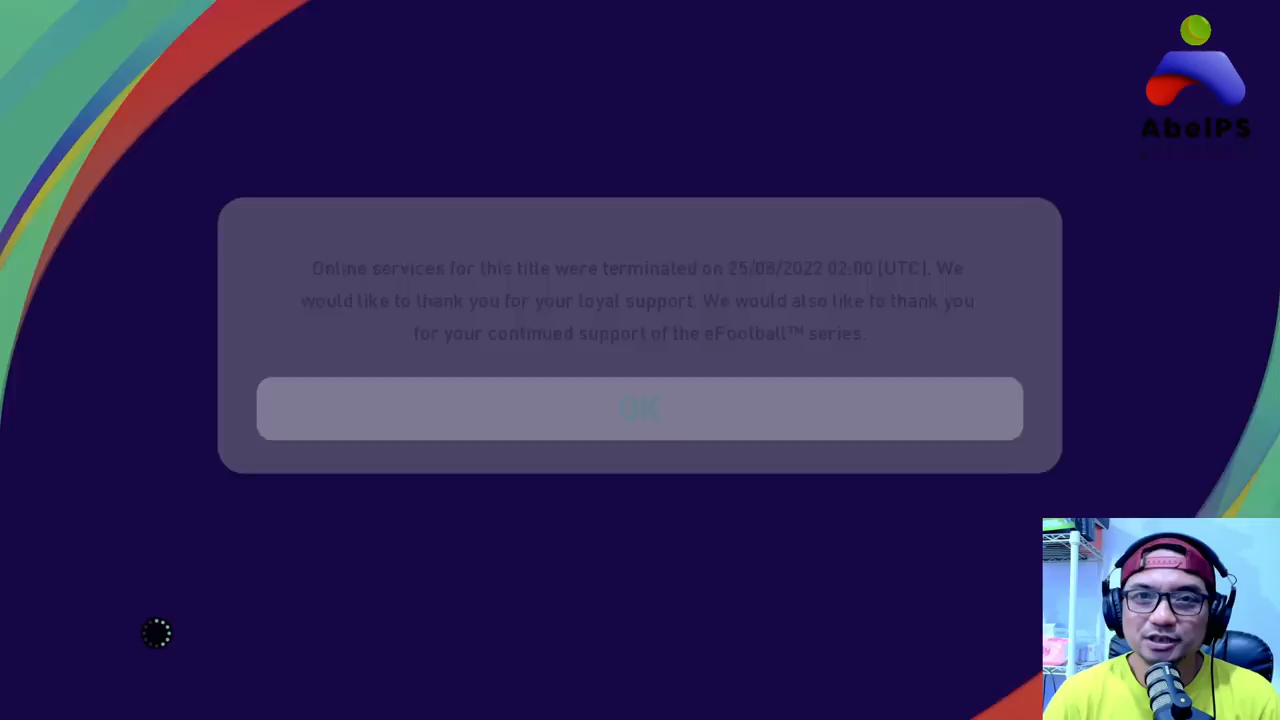 AbelPS
Online services for this title were terminated on 25/08/2022 02:00 (UTC). We
would like to thank you for your loyal support. We would also like to thank you
for your continued support of the eFootball™ series.
OK